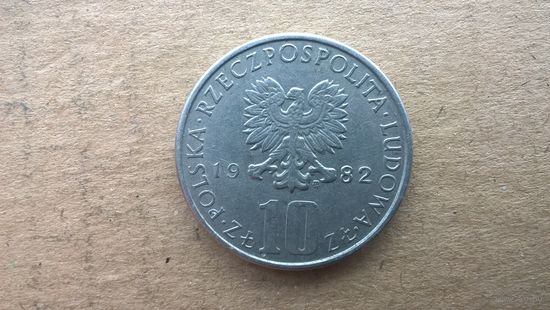 POLSKA · RZECZPOSPOLITA · LUDOWA
19 82
ZŁ 10 ZŁ